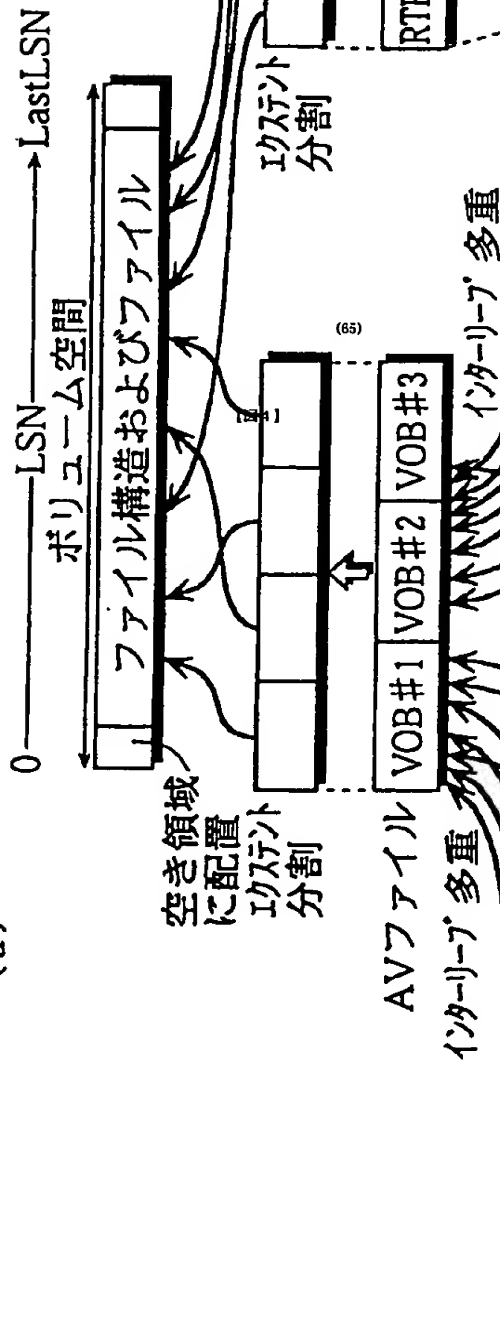 0 LSN LastLSN
ボリューム空間
ファイル構造およびファイル
空き領域
に配置
エクステント
分割
エクステント
分割
(65)
AVファイル
VOB#1 VOB#2 VOB#3
インターリーブ 多重
インターリーブ 多重